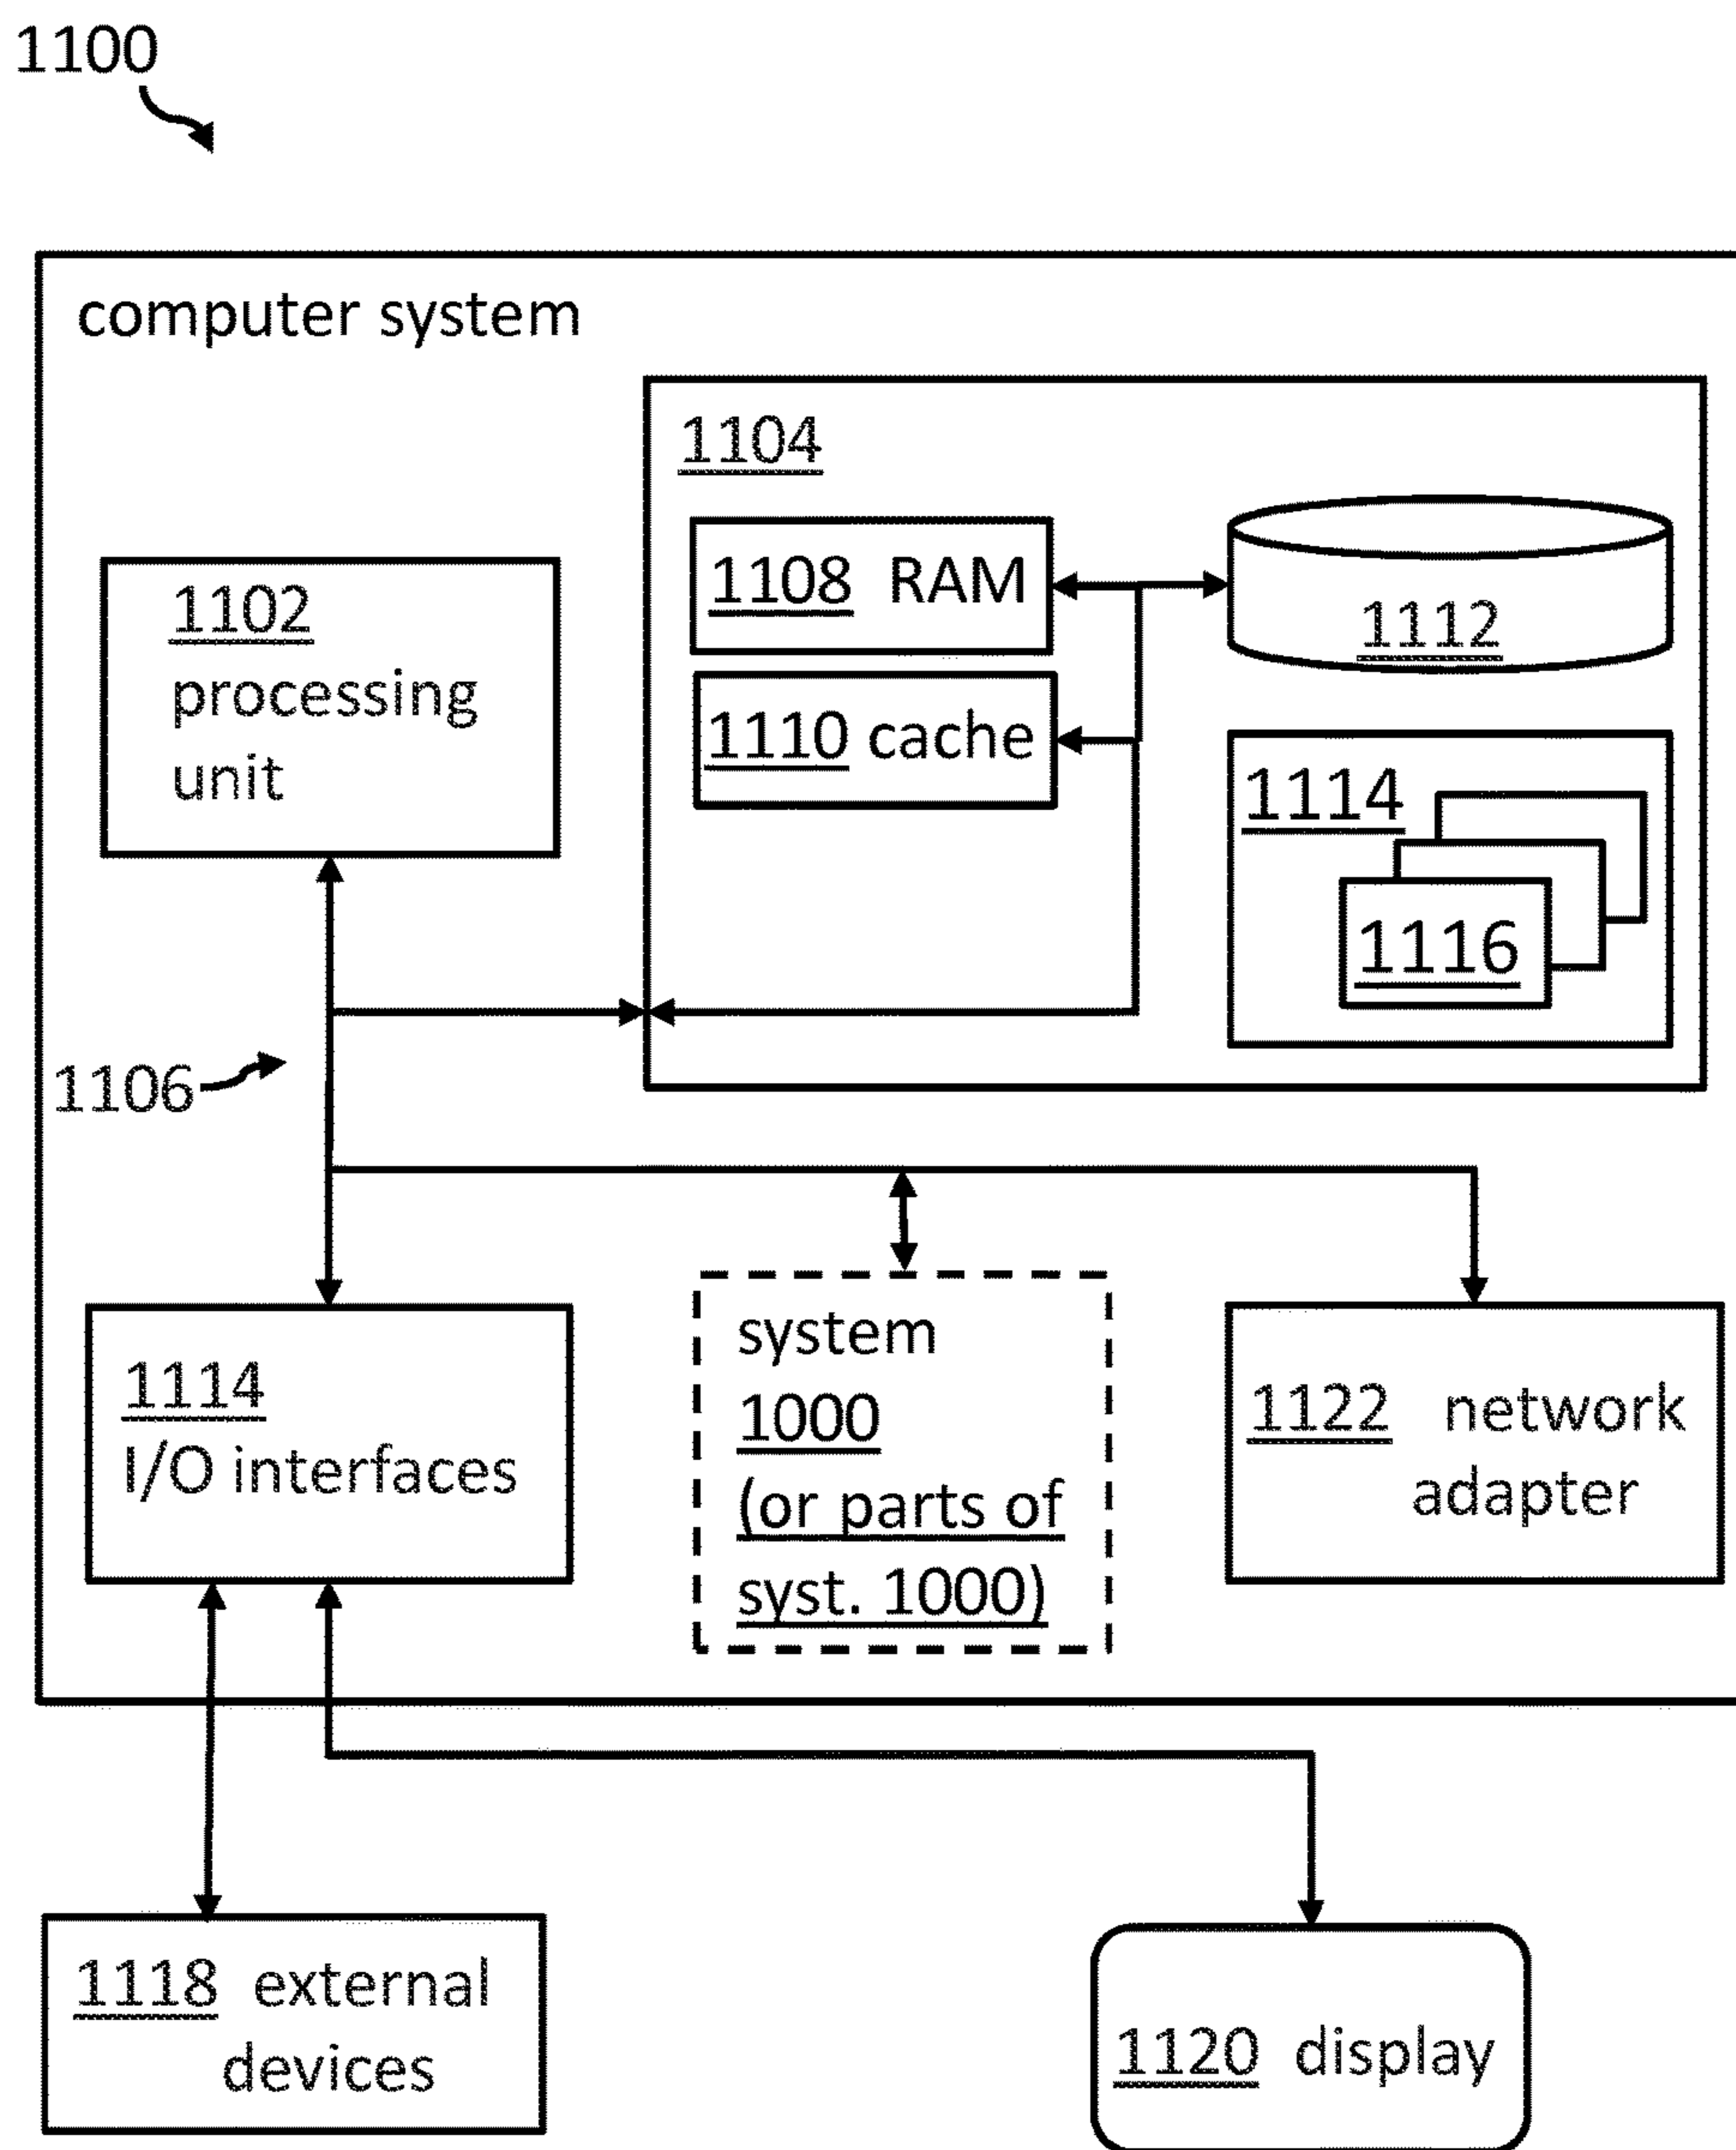 1100
computer system
1104
1108 RAM
1112
1102
processing
unit
1110 cache
1114
1116
1106
system
1000
(or parts of
syst. 1000)
1114
I/O interfaces
1122 network
adapter
1118 external
devices
1120 display